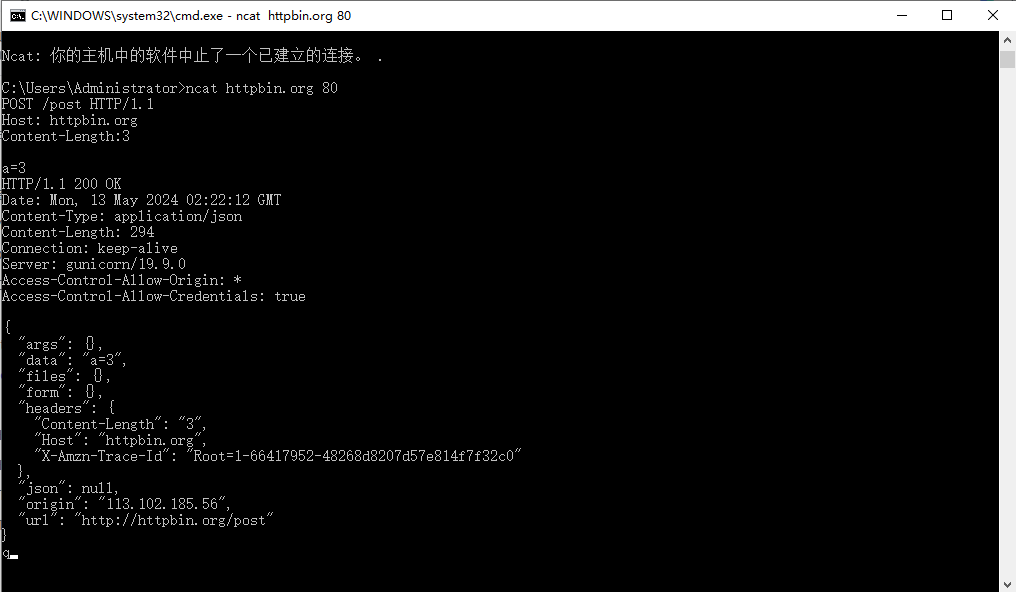 C:\WINDOWS\system32\cmd.exe - ncat  httpbin.org 80
Ncat: 你的主机中的软件中止了一个已建立的连接。 .
C:\Users\Administrator>ncat httpbin.org 80
POST /post HTTP/1.1
Host: httpbin.org
Content-Length:3
a=3
HTTP/1.1 200 OK
Date: Mon, 13 May 2024 02:22:12 GMT
Content-Type: application/json
Content-Length: 294
Connection: keep-alive
Server: gunicorn/19.9.0
Access-Control-Allow-Origin: *
Access-Control-Allow-Credentials: true
{
  "args": {},
  "data": "a=3",
  "files": {},
  "form": {},
  "headers": {
    "Content-Length": "3",
    "Host": "httpbin.org",
    "X-Amzn-Trace-Id": "Root=1-66417952-48268d8207d57e814f7f32c0"
  },
  "json": null,
  "origin": "113.102.185.56",
  "url": "http://httpbin.org/post"
}
q